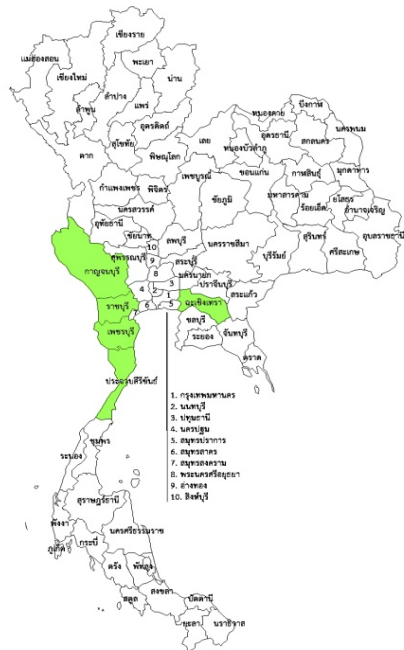 เชียงราย
แม่ฮ่องสอน
พะเยา
เชียงใหม่
น่าน
ลำปาง
ลำพูน
แพร่
อุตรดิตถ์
สุโขทัย
ตาก
พิษณุโลก
เลย
หนองคาย
บึงกาฬ
อุดรธานี
สกลนคร
นครพนม
หนองบัวลำภู
ขอนแก่น
กาฬสินธุ์
มุกดาหาร
เพชรบูรณ์
กำแพงเพชร
พิจิตร
ชัยภูมิ
มหาสารคาม
ร้อยเอ็ด
ยโสธร
อำนาจเจริญ
นครสวรรค์
อุทัยธานี
ชัยนาท
ลพบุรี
นครราชสีมา
บุรีรัมย์
สุรินทร์
ศรีสะเกษ
อุบลราชธานี
10
สุพรรณบุรี
9
สระบุรี
กาญจนบุรี
8
นครนายก
ปราจีนบุรี
สระแก้ว
4
2
3
1
ฉะเชิงเทรา
ราชบุรี
6
5
7
ชลบุรี
เพชรบุรี
ระยอง
จันทบุรี
ตราด
ประจวบคีรีขันธ์
1. กรุงเทพมหานคร
2. นนทบุรี
3. ปทุมธานี
4. นครปฐม
5. สมุทรปราการ
6. สมุทรสาคร
7. สมุทรสงคราม
8. พระนครศรีอยุธยา
9. อ่างทอง
10. สิงห์บุรี
ชุมพร
ระนอง
สุราษฎร์ธานี
พังงา
นครศรีธรรมราช
ภูเก็ต
กระบี่
ตรัง
พัทลุง
สตูล
สงขลา
ปัตตานี
ยะลา
นราธิวาส